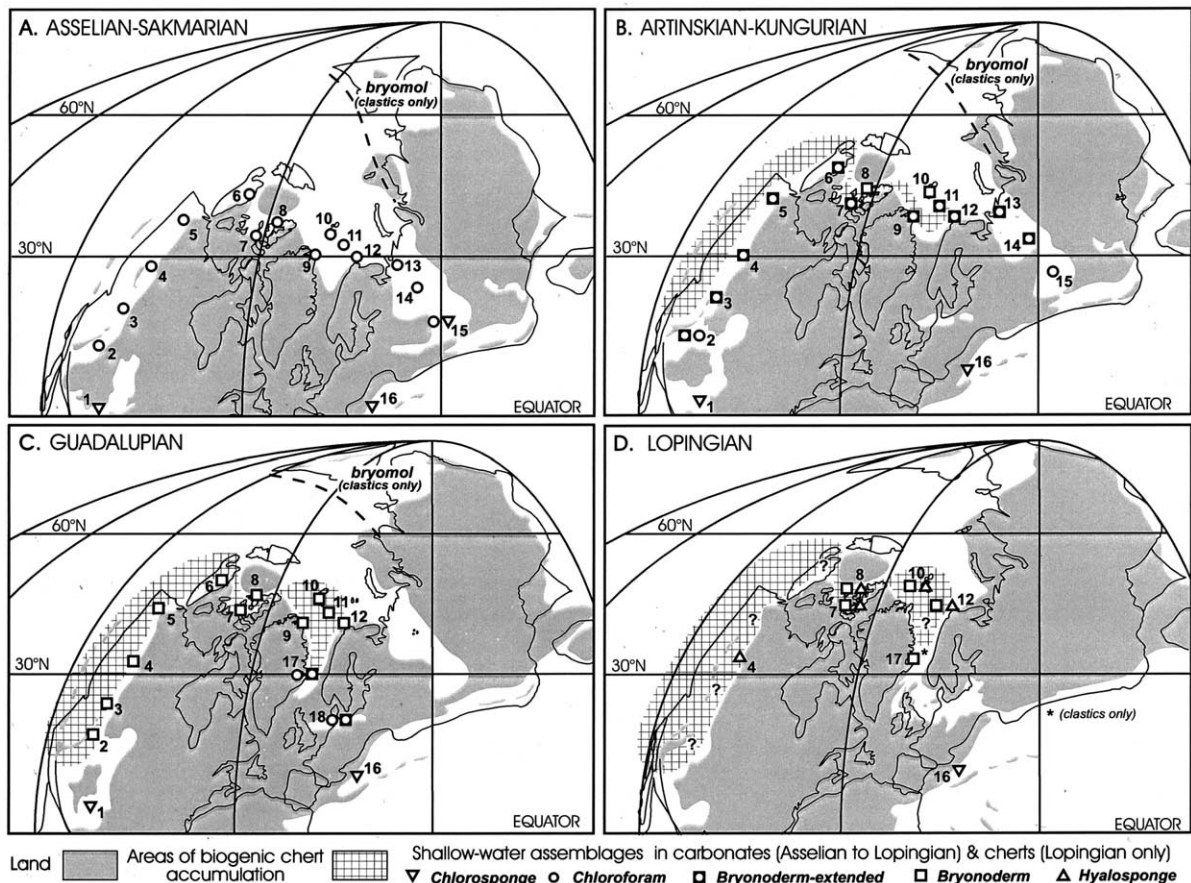 A. ASSELIAN-SAKMARIAN
bryomol
(clastics only)
60°N
6
5
8
7
10
11
9
12
30°N
4
13
14
3
15
2
1
16
EQUATOR
B. ARTINSKIAN-KUNGURIAN
bryomol
(clastics only)
60°N
6
8
5
7
10
11
9
12
13
14
30°N
4
15
3
2
16
1
EQUATOR
C. GUADALUPIAN
bryomol
(clastics only)
60°N
6
8
10
5
7
11
9
12
4
30°N
17
3
18
2
16
1
EQUATOR
D. LOPINGIAN
60°N
?
8
10
7
12
?
?
4
17
*
30°N
?
* (clastics only)
?
16
EQUATOR
Land
Areas of biogenic chert
accumulation
Shallow-water assemblages in carbonates (Asselian to Lopingian) & cherts (Lopingian only)
Chlorosponge Chloroforam Bryonoderm-extended Bryonoderm Hyalosponge